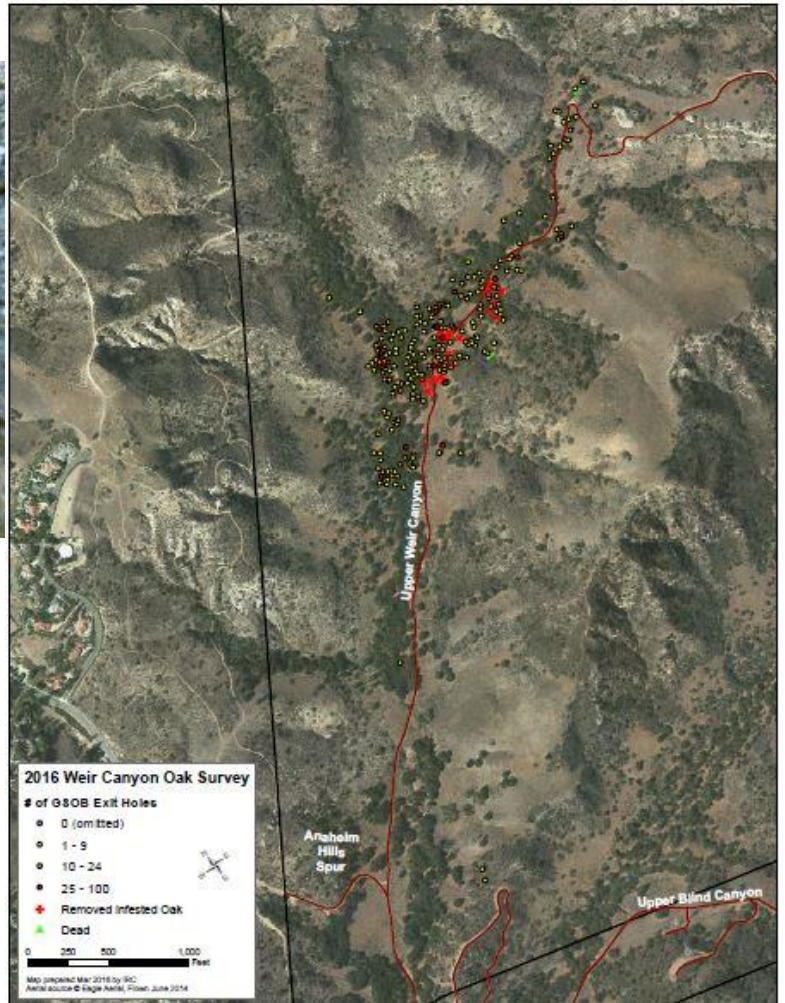 Upper Weir Canyon
Anaheim
Hills
Spur
Upper Blind Canyon
2016 Weir Canyon Oak Survey
# of GSOB Exit Holes
0 (omitted)
1 - 9
10 - 24
25 - 100
Removed Infested Oak
Dead
0 250 500 1,000
Feet
Map prepared Mar 2016 by IRC
Aerial source © Eagle Aerial, Flown June 2014